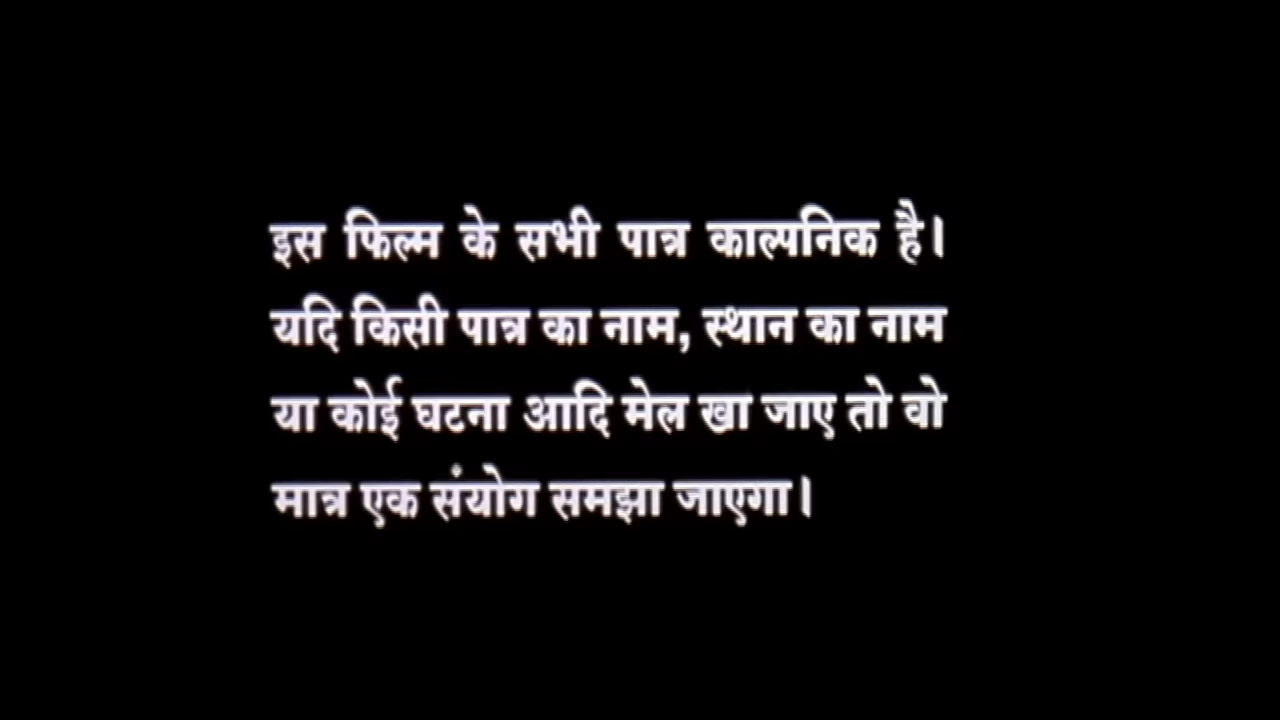 इस फिल्म के सभी पात्र काल्पनिक है।
यदि किसी पात्र का नाम, स्थान का नाम
या कोई घटना आदि मेल खा जाए तो वो
मात्र एक संयोग समझा जाएगा।